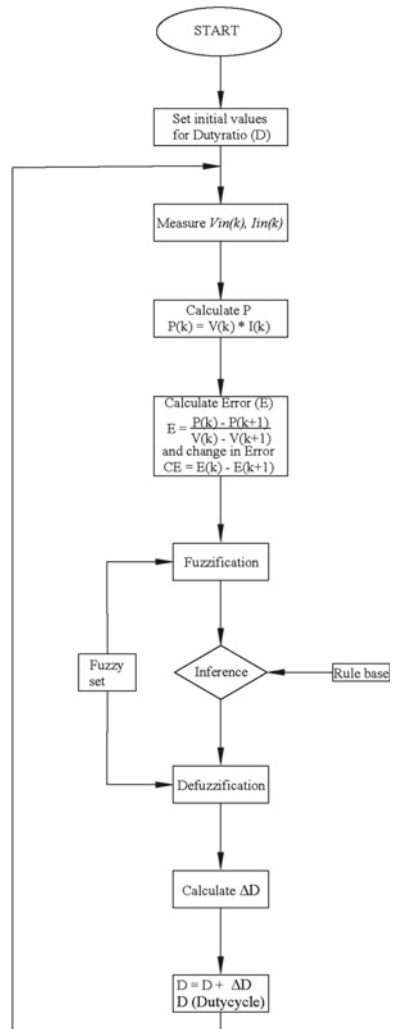 START
Set initial values
for Dutyratio (D)
Measure Vin(k), Iin(k)
Calculate P
P(k) = V(k) * I(k)
Calculate Error (E)
E = P(k) - P(k+1)
V(k) - V(k+1)
and change in Error
CE = E(k) - E(k+1)
Fuzzification
Fuzzy
set
Inference
Rule base
Defuzzification
Calculate ΔD
D = D + ΔD
D (Dutycycle)